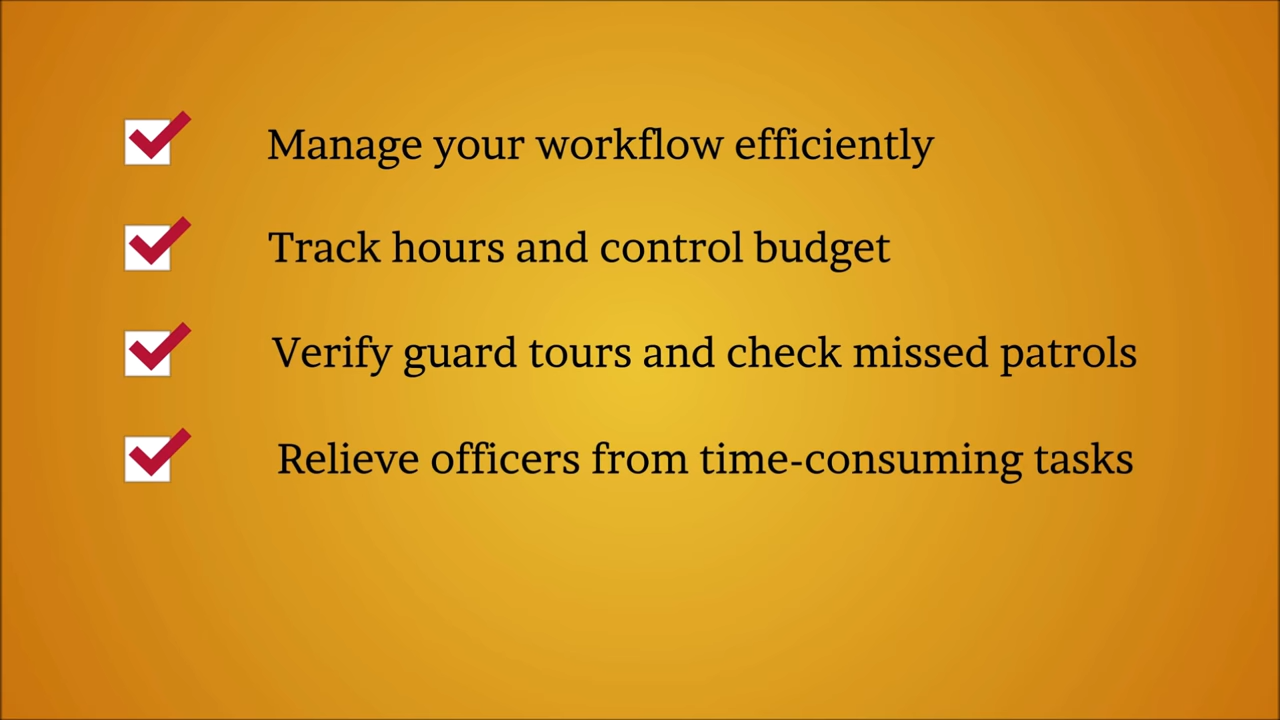 Manage your workflow efficiently
Track hours and control budget
Verify guard tours and check missed patrols
Relieve officers from time-consuming tasks